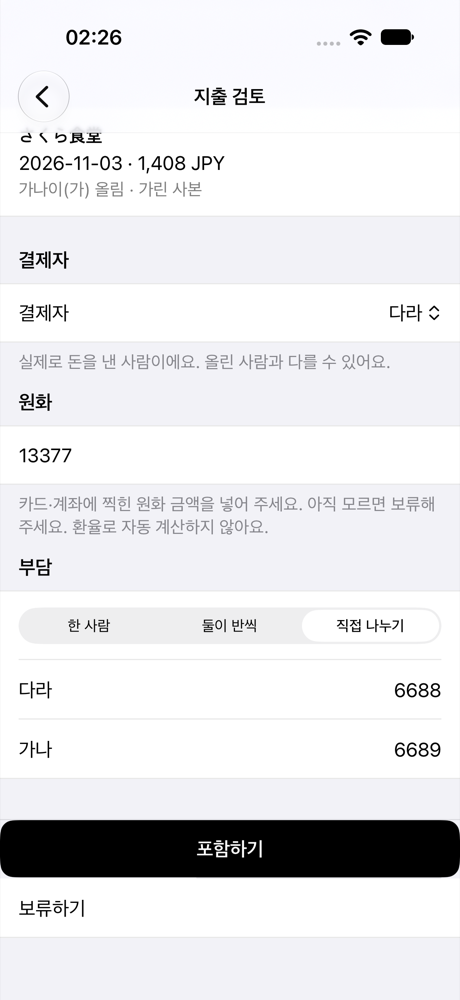 02:26
지출 검토
さくら食堂
2026-11-03 · 1,408 JPY
가나이(가) 올림 · 가린 사본
결제자
결제자 다라
실제로 돈을 낸 사람이에요. 올린 사람과 다를 수 있어요.
원화
13377
카드·계좌에 찍힌 원화 금액을 넣어 주세요. 아직 모르면 보류해
주세요. 환율로 자동 계산하지 않아요.
부담
한 사람 둘이 반씩 직접 나누기
다라 6688
가나 6689
포함하기
보류하기